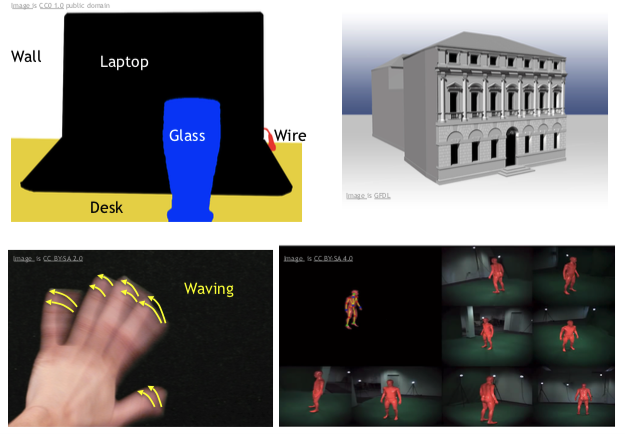 Image is CC0 1.0 public domain
Wall
Laptop
Glass
Wire
Desk
Image is GFDL
Image is CC BY-SA 2.0
Waving
Image is CC BY-SA 4.0